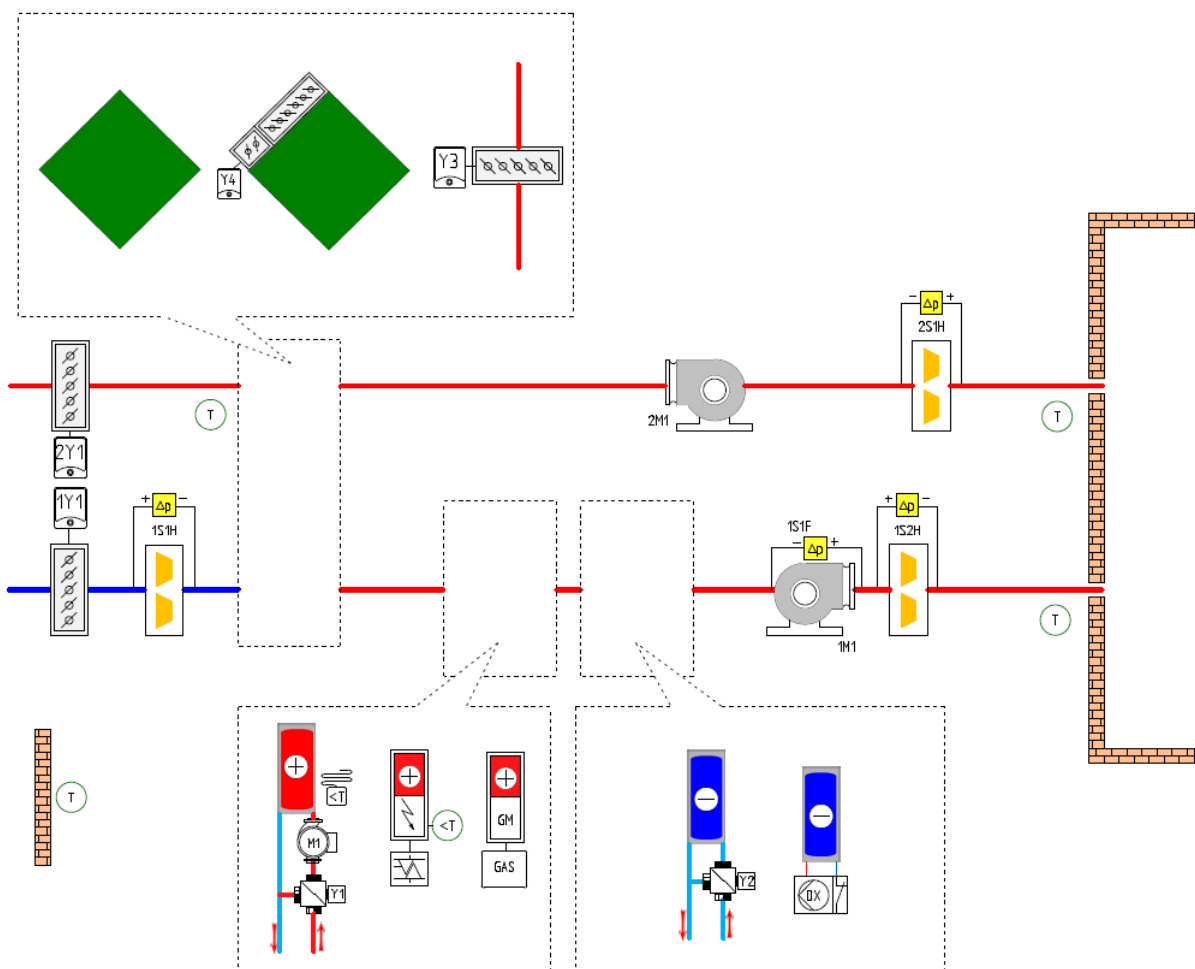 Y3
Y4
− Δp +
2S1H
2M1
T
T
2Y1
1Y1
+ Δp −
1S1H
1S1F
− Δp +
+ Δp −
1S2H
1M1
T
T
<T
M1
Y1
<T
GM
GAS
Y2
DX